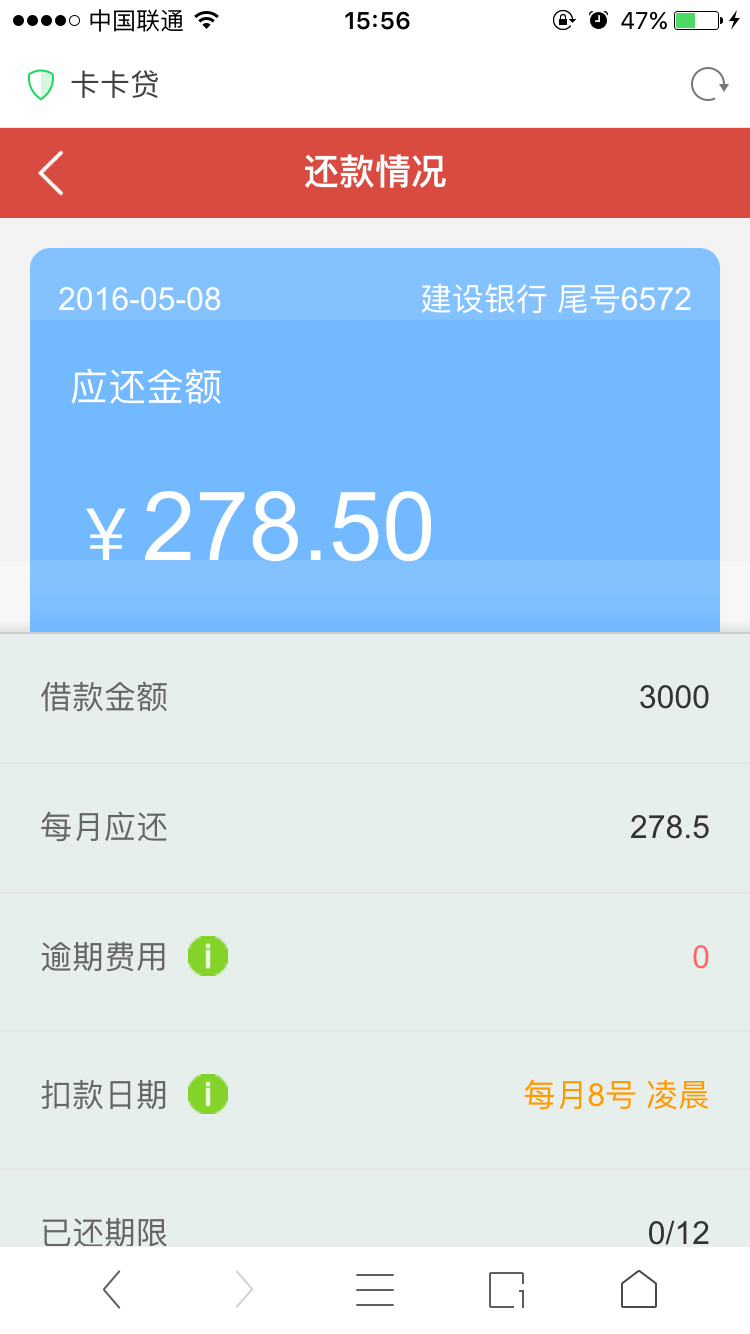 中国联通 15:56 47%
卡卡贷
还款情况
2016-05-08 建设银行 尾号6572
应还金额
¥278.50
借款金额 3000
每月应还 278.5
逾期费用 0
扣款日期 每月8号 凌晨
已还期限 0/12
1